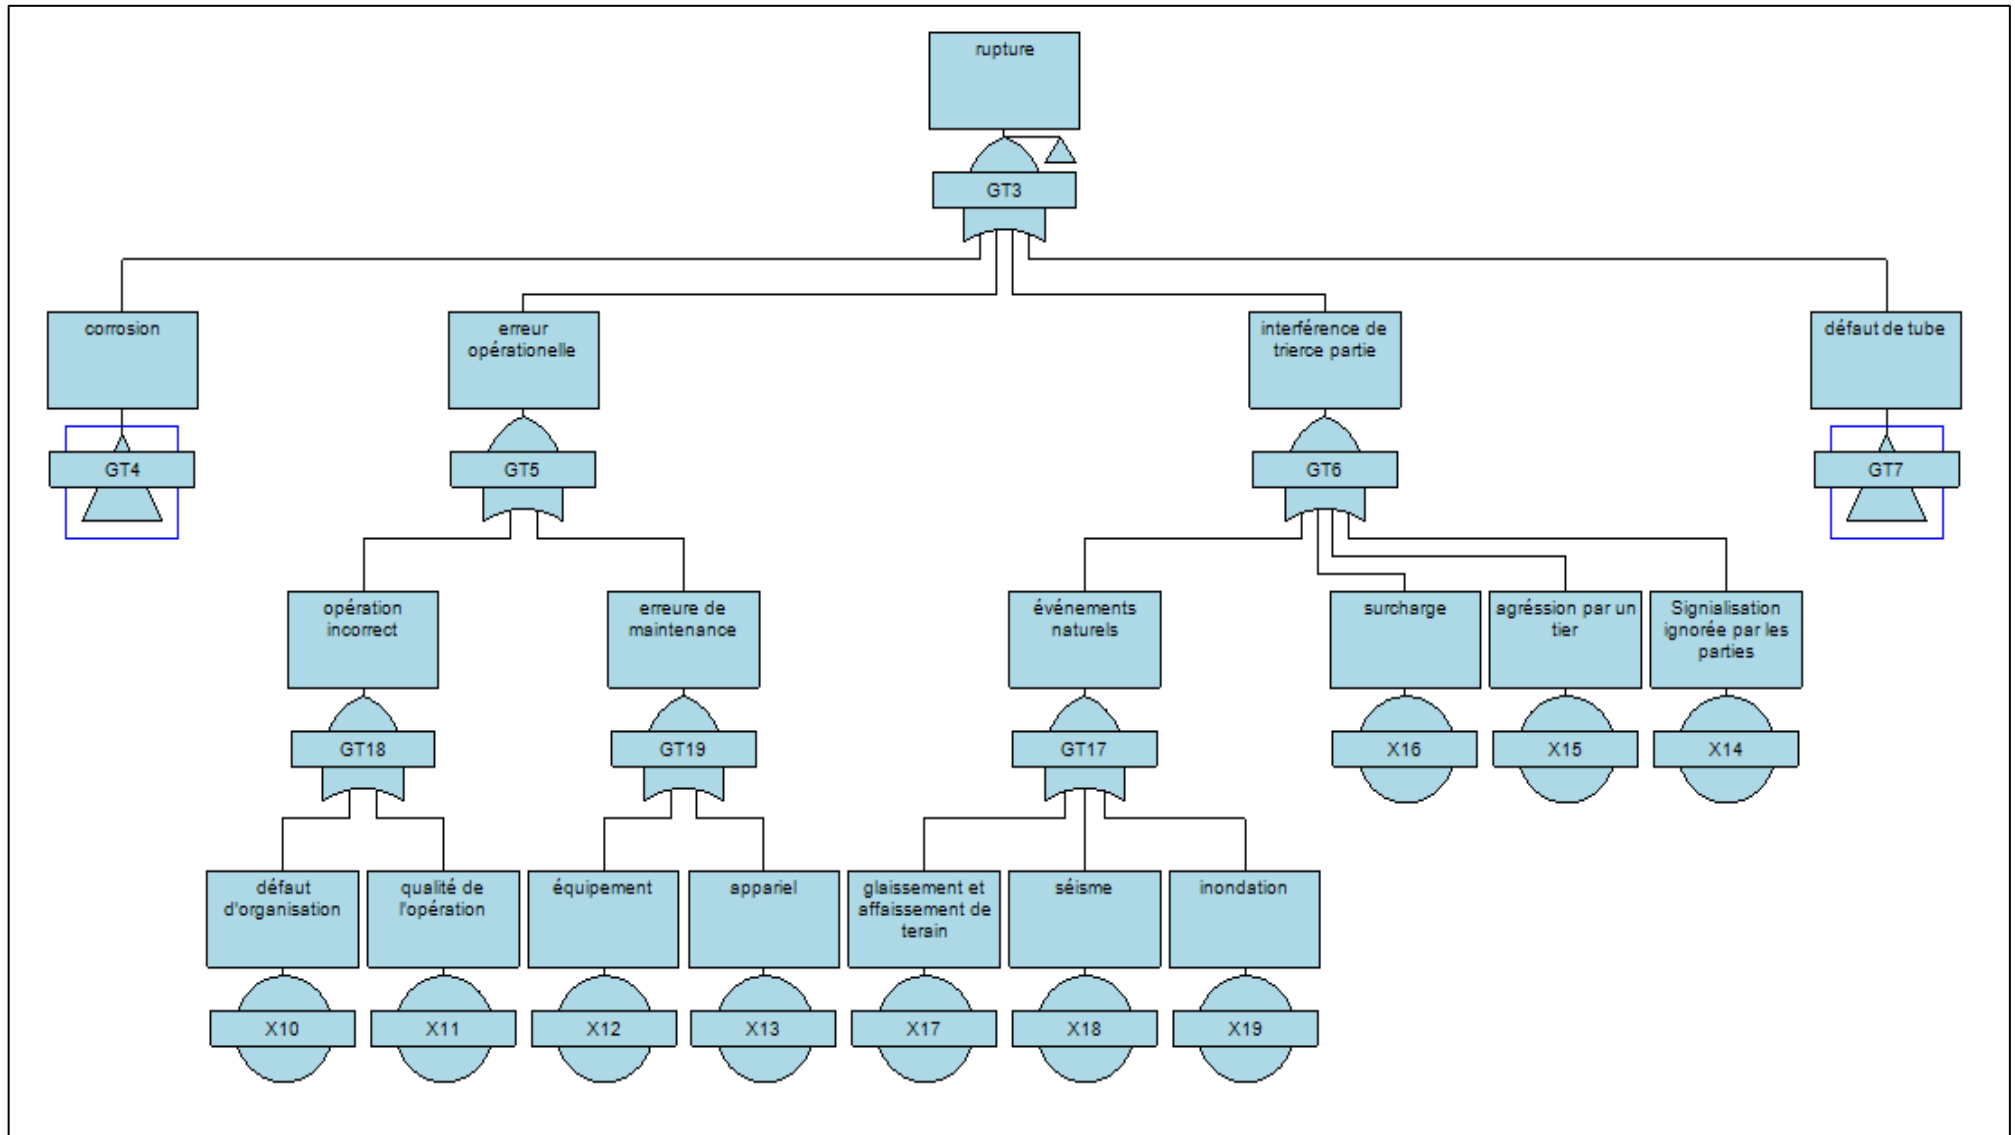 rupture
GT3
corrosion
erreur
opérationelle
interférence de
trierce partie
défaut de tube
GT4
GT5
GT6
GT7
opération
incorrect
erreure de
maintenance
événements
naturels
surcharge
agréssion par un
tier
Signialisation
ignorée par les
parties
GT18
GT19
GT17
X16
X15
X14
défaut
d'organisation
qualité de
l'opération
équipement
appariel
glaissement et
affaissement de
terain
séisme
inondation
X10
X11
X12
X13
X17
X18
X19